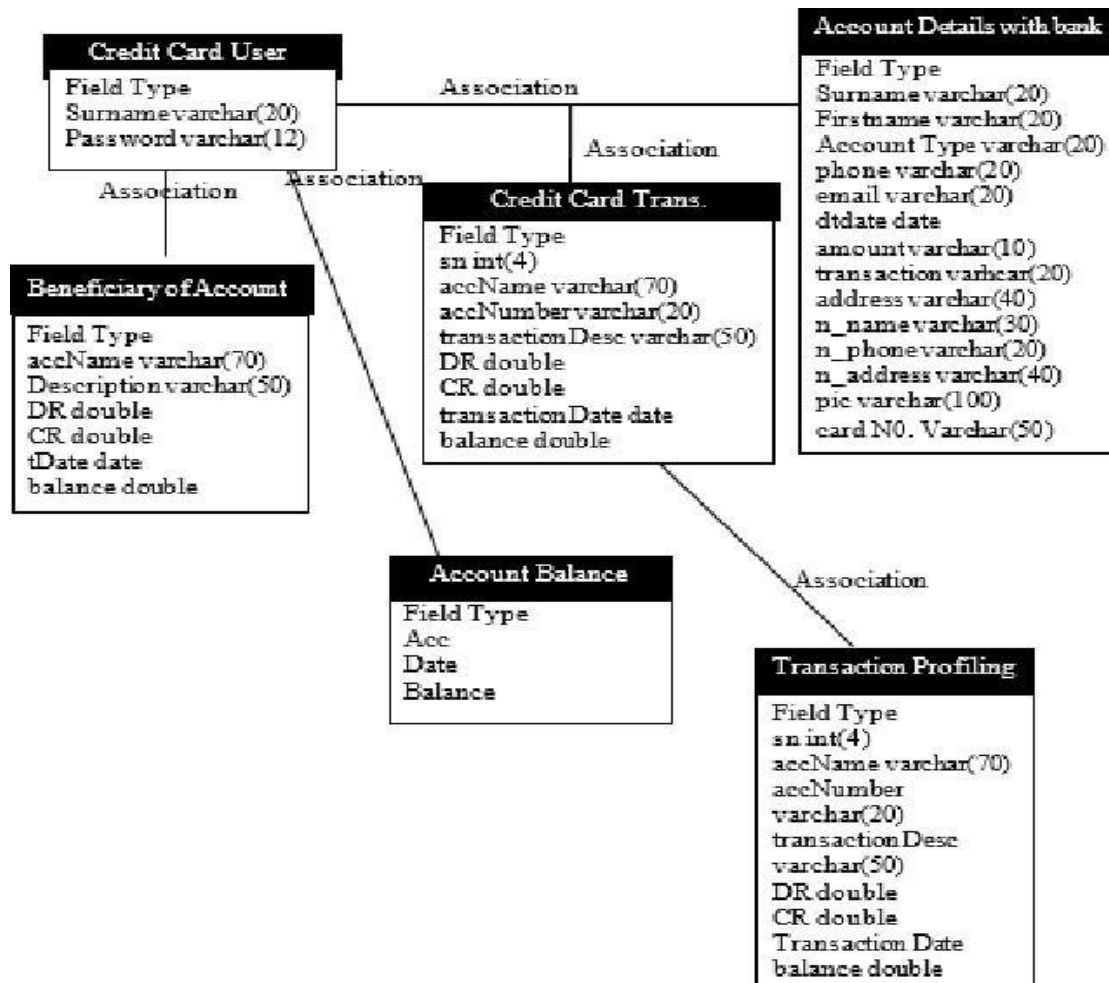 Credit Card User
Field Type
Surname varchar(20)
Password varchar(12)
Association
Account Details with bank
Field Type
Surname varchar(20)
Firstname varchar(20)
Account Type varchar(20)
phone varchar(20)
email varchar(20)
dtdate date
amount varchar(10)
transaction varhcar(20)
address varchar(40)
n_name varchar(30)
n_phone varchar(20)
n_address varchar(40)
pic varchar(100)
card N0. Varchar(50)
Association
Association
Association
Credit Card Trans.
Field Type
sn int(4)
accName varchar(70)
accNumber varchar(20)
transactionDesc varchar(50)
DR double
CR double
transactionDate date
balance double
Beneficiary of Account
Field Type
accName varchar(70)
Description varchar(50)
DR double
CR double
tDate date
balance double
Account Balance
Field Type
Acc
Date
Balance
Association
Transaction Profiling
Field Type
sn int(4)
accName varchar(70)
accNumber
varchar(20)
transactionDesc
varchar(50)
DR double
CR double
Transaction Date
balance double